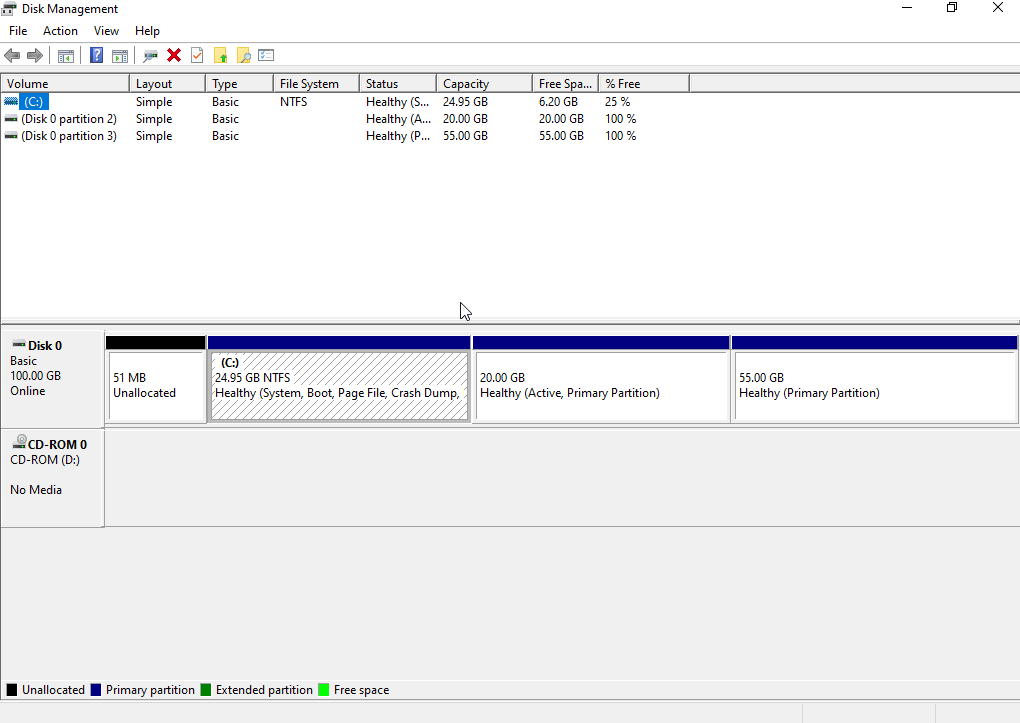 Disk Management
File Action View Help
Volume Layout Type File System Status Capacity Free Spa... % Free
(C:) Simple Basic NTFS Healthy (S... 24.95 GB 6.20 GB 25 %
(Disk 0 partition 2) Simple Basic Healthy (A... 20.00 GB 20.00 GB 100 %
(Disk 0 partition 3) Simple Basic Healthy (P... 55.00 GB 55.00 GB 100 %
Disk 0
Basic
100.00 GB
Online
51 MB
Unallocated
(C:)
24.95 GB NTFS
Healthy (System, Boot, Page File, Crash Dump,
20.00 GB
Healthy (Active, Primary Partition)
55.00 GB
Healthy (Primary Partition)
CD-ROM 0
CD-ROM (D:)
No Media
Unallocated Primary partition Extended partition Free space